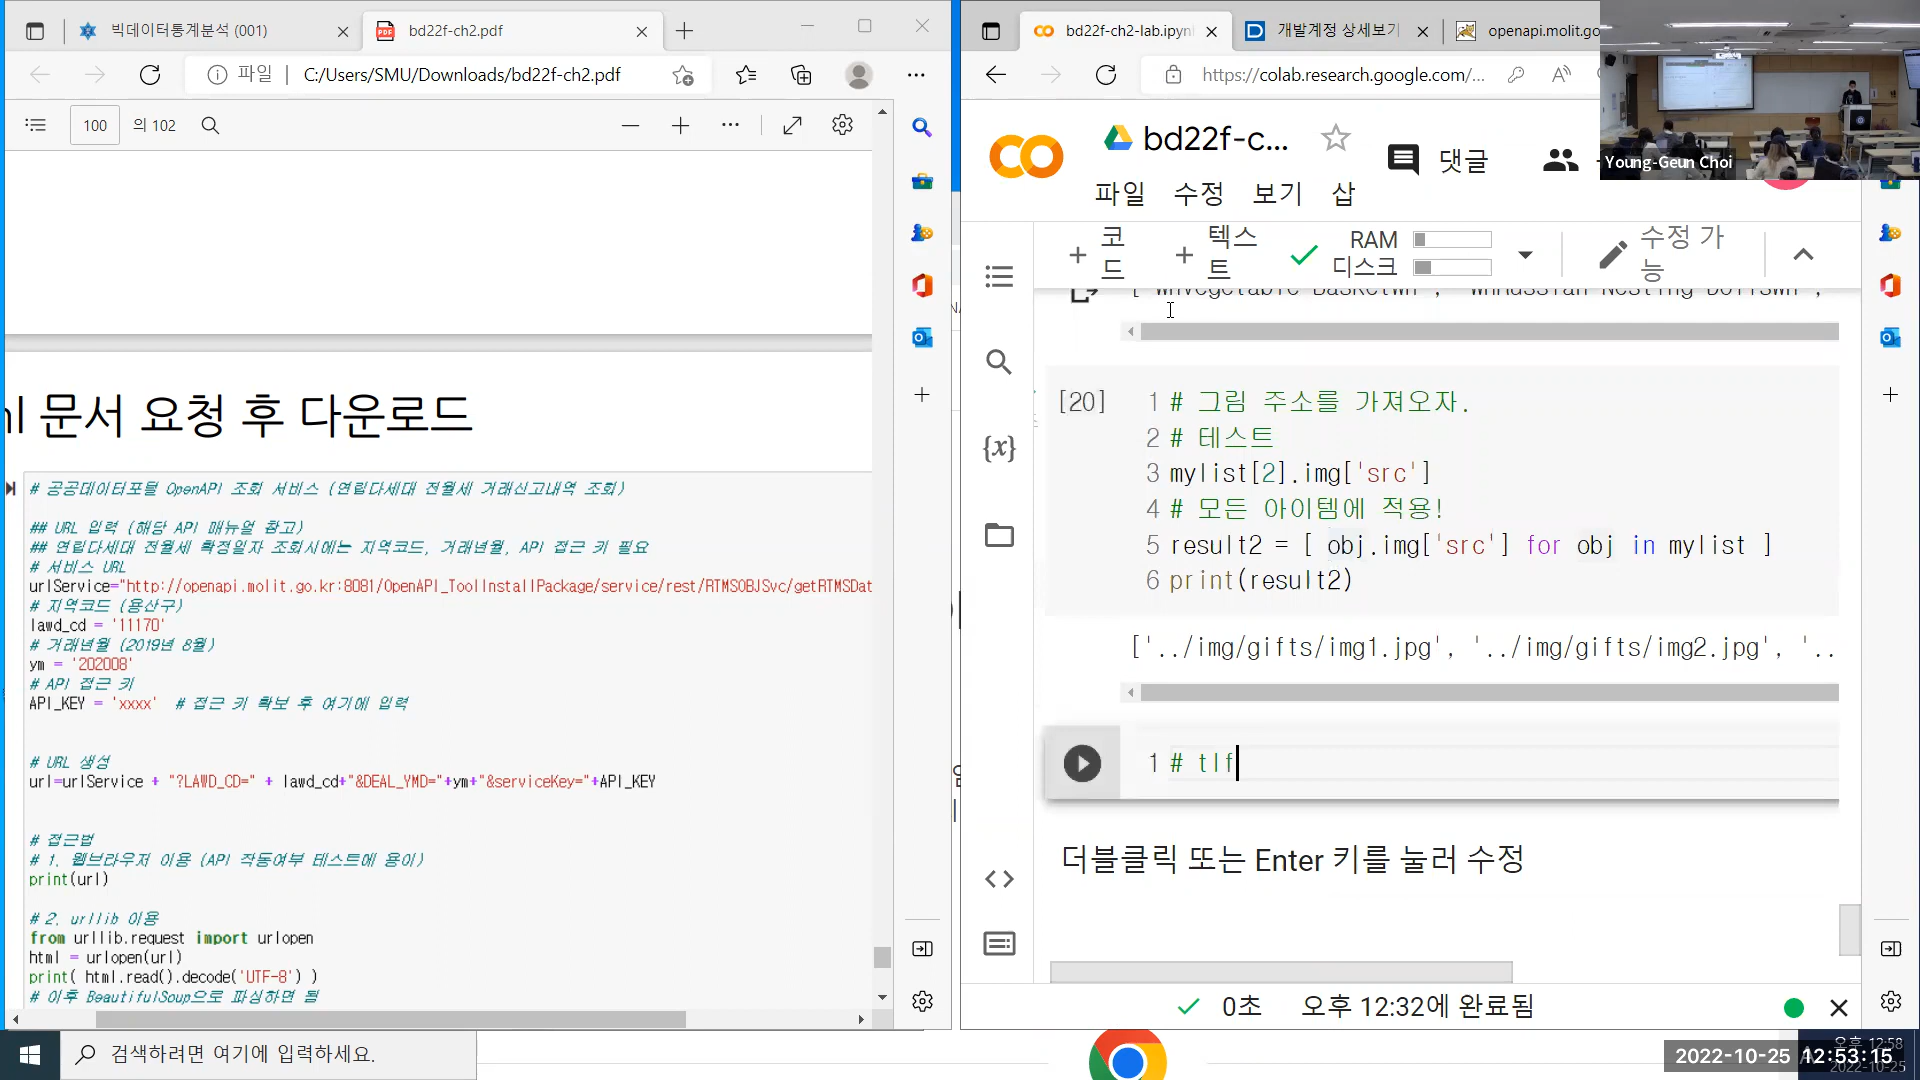 빅데이터통계분석 (001)
bd22f-ch2.pdf
파일
C:/Users/SMU/Downloads/bd22f-ch2.pdf
100 의 102
문서 요청 후 다운로드
# 공공데이터포털 OpenAPI 조회 서비스 (연립다세대 전월세 거래신고내역 조회)
## URL 입력 (해당 API 매뉴얼 참고)
## 연립다세대 전월세 확정일자 조회시에는 지역코드, 거래년월, API 접근 키 필요
# 서비스 URL
urlService="http://openapi.molit.go.kr:8081/OpenAPI_ToolInstallPackage/service/rest/RTMSOBJSvc/getRTMSDat
# 지역코드 (용산구)
lawd_cd = '11170'
# 거래년월 (2019년 8월)
ym = '202008'
# API 접근 키
API_KEY = 'xxxx' # 접근 키 확보 후 여기에 입력
# URL 생성
url=urlService + "?LAWD_CD=" + lawd_cd+"&DEAL_YMD="+ym+"&serviceKey="+API_KEY
# 접근법
# 1. 웹브라우저 이용 (API 작동여부 테스트에 용이)
print(url)
# 2. urllib 이용
from urllib.request import urlopen
html = urlopen(url)
print( html.read().decode('UTF-8') )
# 이후 BeautifulSoup으로 파싱하면 됨
검색하려면 여기에 입력하세요.
bd22f-ch2-lab.ipyn
개발계정 상세보기
openapi.molit.go
https://colab.research.google.com/...
Young-Geun Choi
bd22f-c...
댓글
파일 수정 보기 삽
+ 코드
+ 텍스트
RAM
디스크
수정 가능
[20]
1 # 그림 주소를 가져오자.
2 # 테스트
3 mylist[2].img['src']
4 # 모든 아이템에 적용!
5 result2 = [ obj.img['src'] for obj in mylist ]
6 print(result2)
['../img/gifts/img1.jpg', '../img/gifts/img2.jpg', '..
1 # tlf
더블클릭 또는 Enter 키를 눌러 수정
0초 오후 12:32에 완료됨
2022-10-25 12:53:15